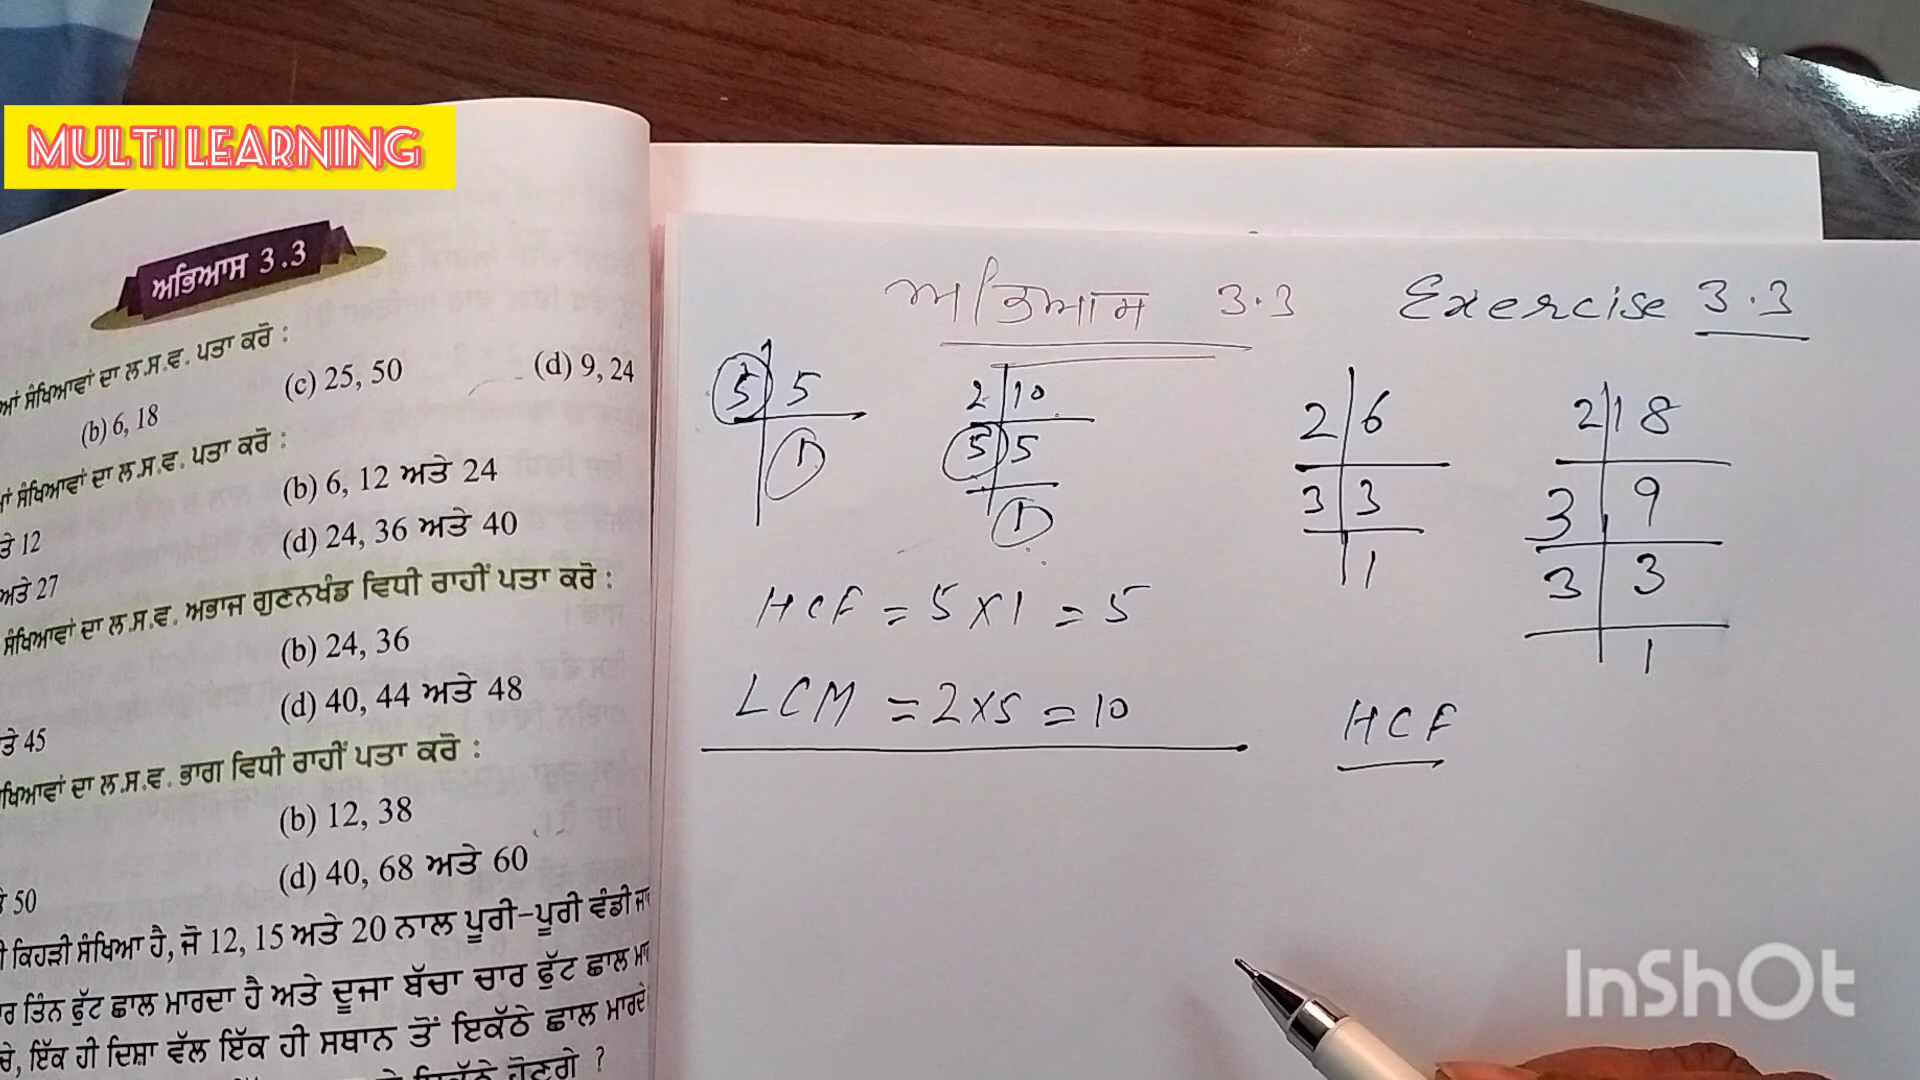 MULTI LEARNING
ਅਭਿਆਸ 3.3
ਸੰਖਿਆਵਾਂ ਦਾ ਲ.ਸ.ਵ. ਪਤਾ ਕਰੋ :
(b) 6, 18
(c) 25, 50
(d) 9, 24
ਸੰਖਿਆਵਾਂ ਦਾ ਲ.ਸ.ਵ. ਪਤਾ ਕਰੋ :
(b) 6, 12 ਅਤੇ 24
12
(d) 24, 36 ਅਤੇ 40
ਅਤੇ 27
ਸੰਖਿਆਵਾਂ ਦਾ ਲ.ਸ.ਵ. ਅਭਾਜ ਗੁਣਨਖੰਡ ਵਿਧੀ ਰਾਹੀਂ ਪਤਾ ਕਰੋ :
(b) 24, 36
(d) 40, 44 ਅਤੇ 48
45
ਦਾ ਲ.ਸ.ਵ. ਭਾਗ ਵਿਧੀ ਰਾਹੀਂ ਪਤਾ ਕਰੋ :
(b) 12, 38
(d) 40, 68 ਅਤੇ 60
50
ਕਿਹੜੀ ਸੰਖਿਆ ਹੈ, ਜੋ 12, 15 ਅਤੇ 20 ਨਾਲ ਪੂਰੀ-ਪੂਰੀ ਵੰਡੀ
ਤਿੰਨ ਫੁੱਟ ਛਾਲ ਮਾਰਦਾ ਹੈ ਅਤੇ ਦੂਜਾ ਬੱਚਾ ਚਾਰ ਫੁੱਟ ਛਾਲ
ਇੱਕ ਹੀ ਦਿਸ਼ਾ ਵੱਲ ਇੱਕ ਹੀ ਸਥਾਨ ਤੋਂ ਇਕੱਠੇ ਛਾਲ ਮਾਰਦੇ
ਹੋਣਗੇ ?
ਅਭਿਆਸ 3.3 Exercise 3.3
5 5
1
2 10
5 5
1
2 6
3 3
1
2 18
3 9
3 3
1
HCF = 5 × 1 = 5
LCM = 2×5 = 10
HCF
InShOt